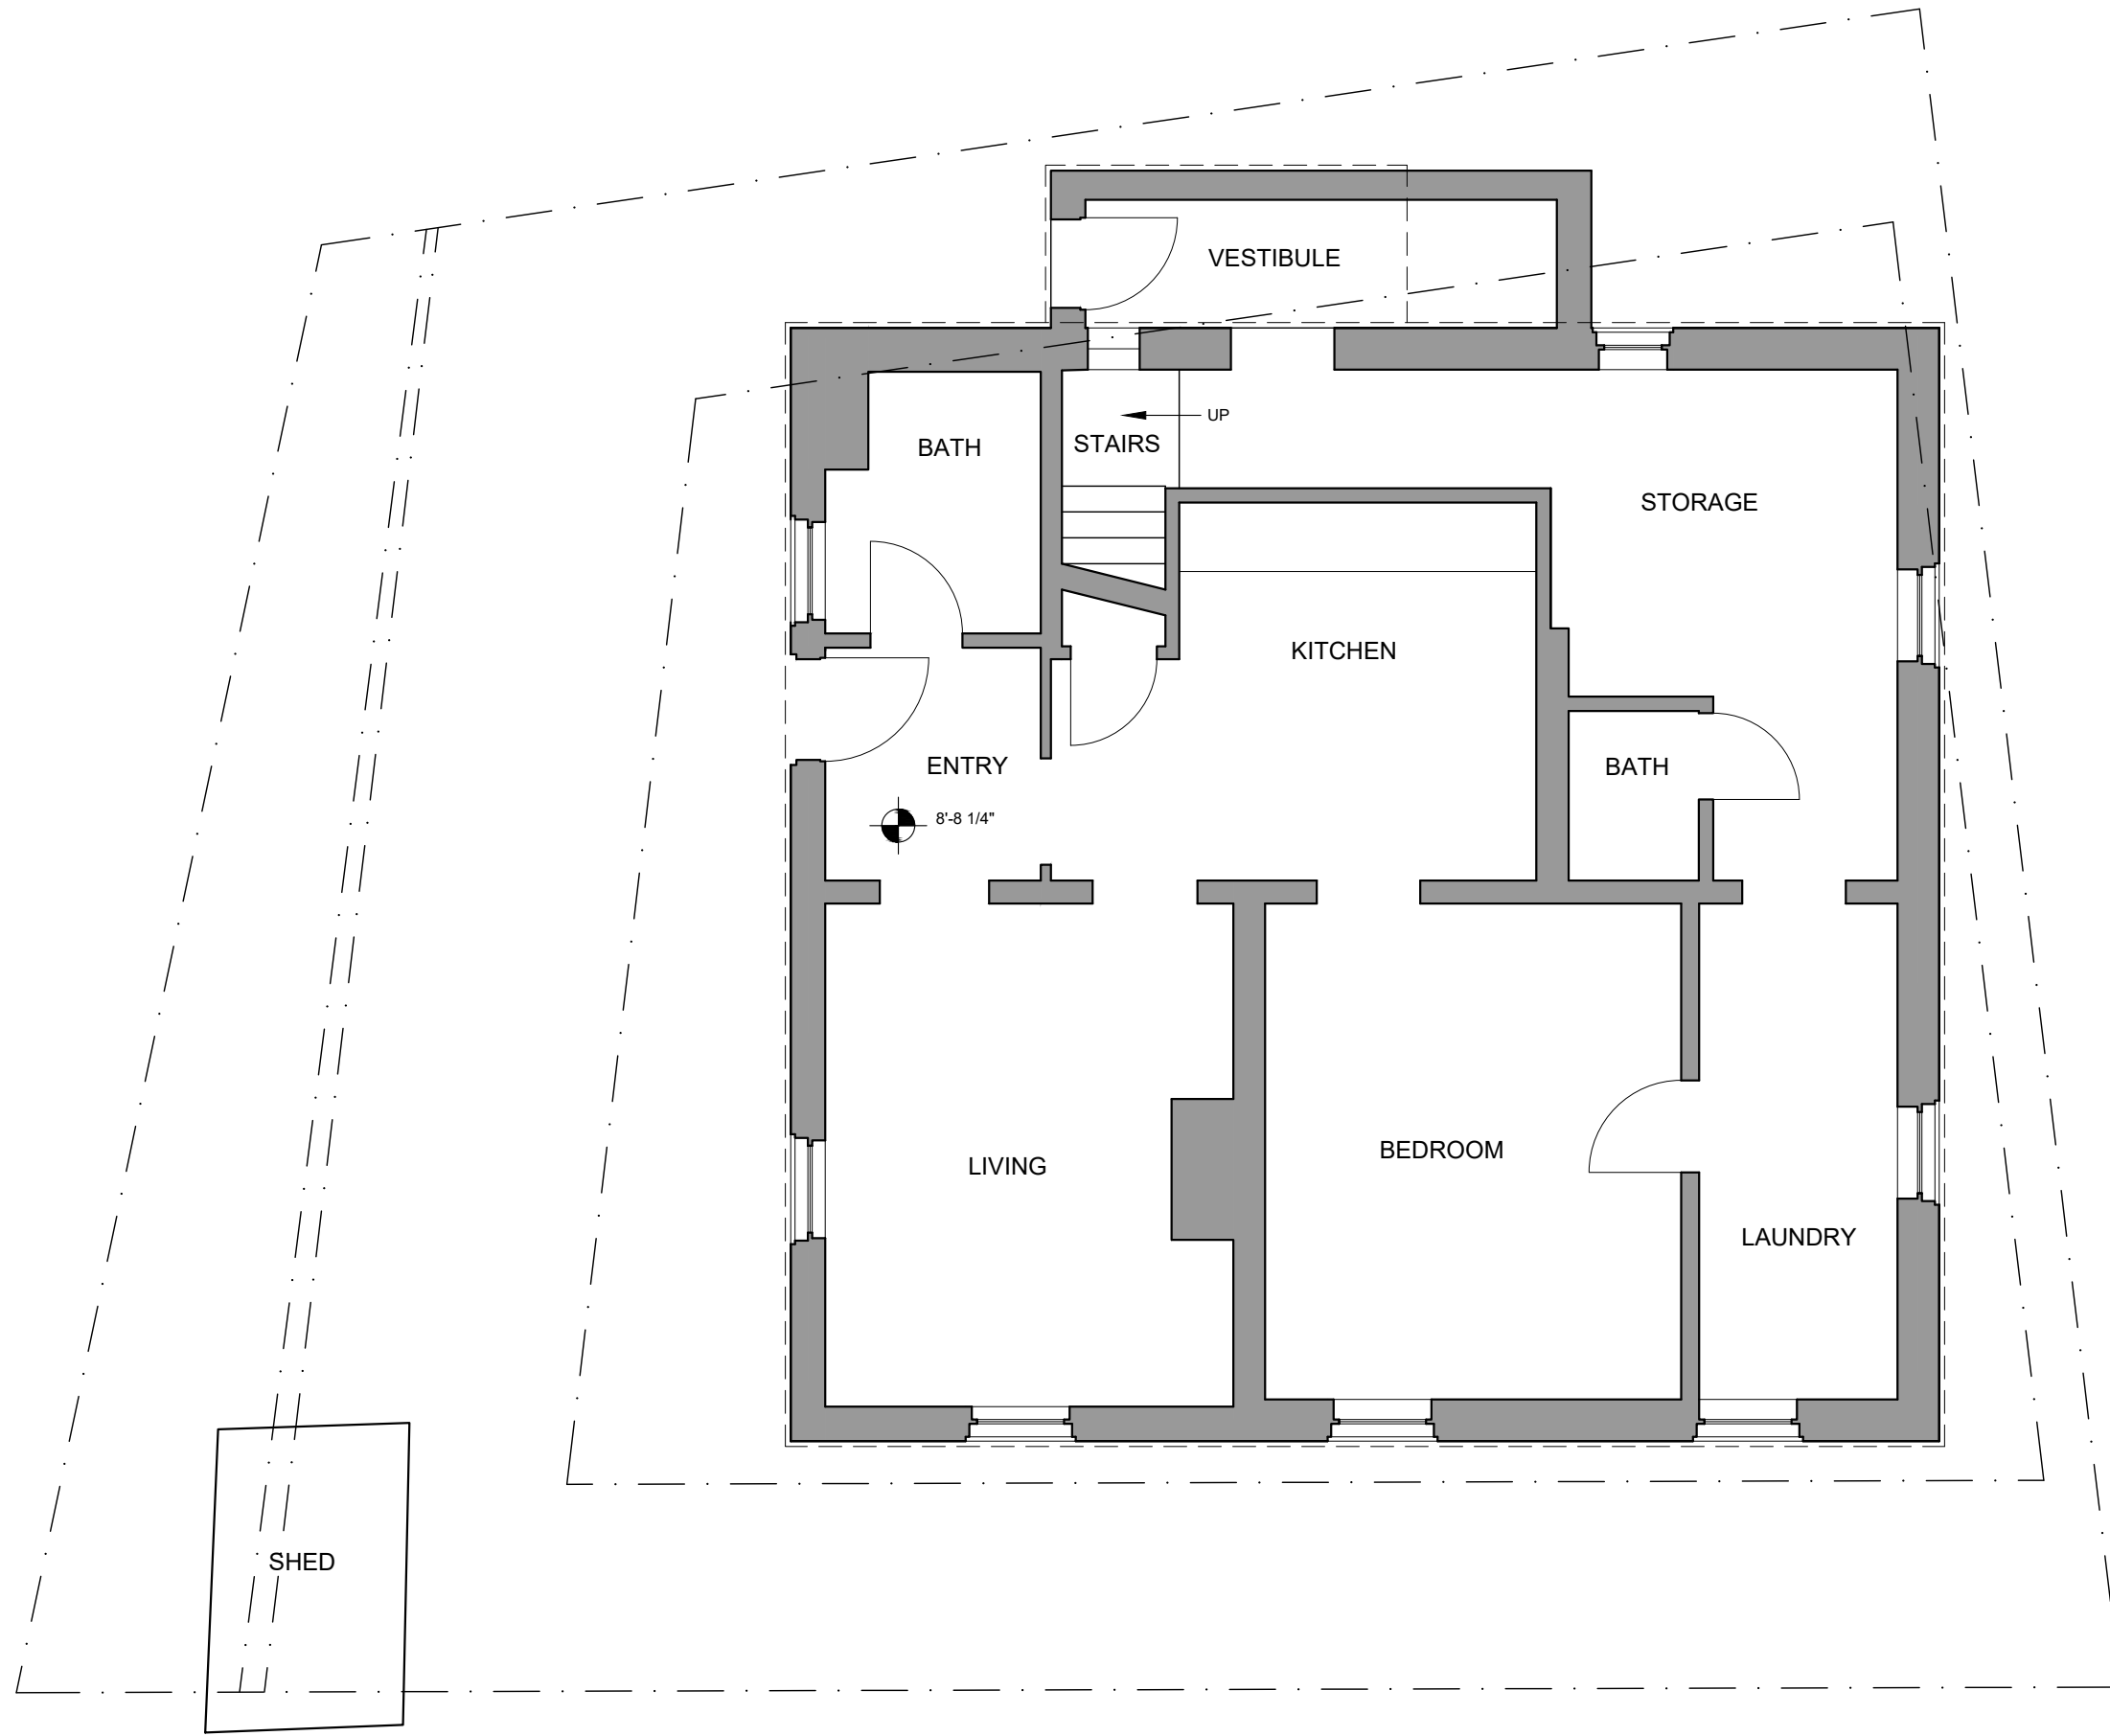 VESTIBULE
UP
STAIRS
BATH
STORAGE
KITCHEN
ENTRY
BATH
8'-8 1/4"
BEDROOM
LIVING
LAUNDRY
SHED